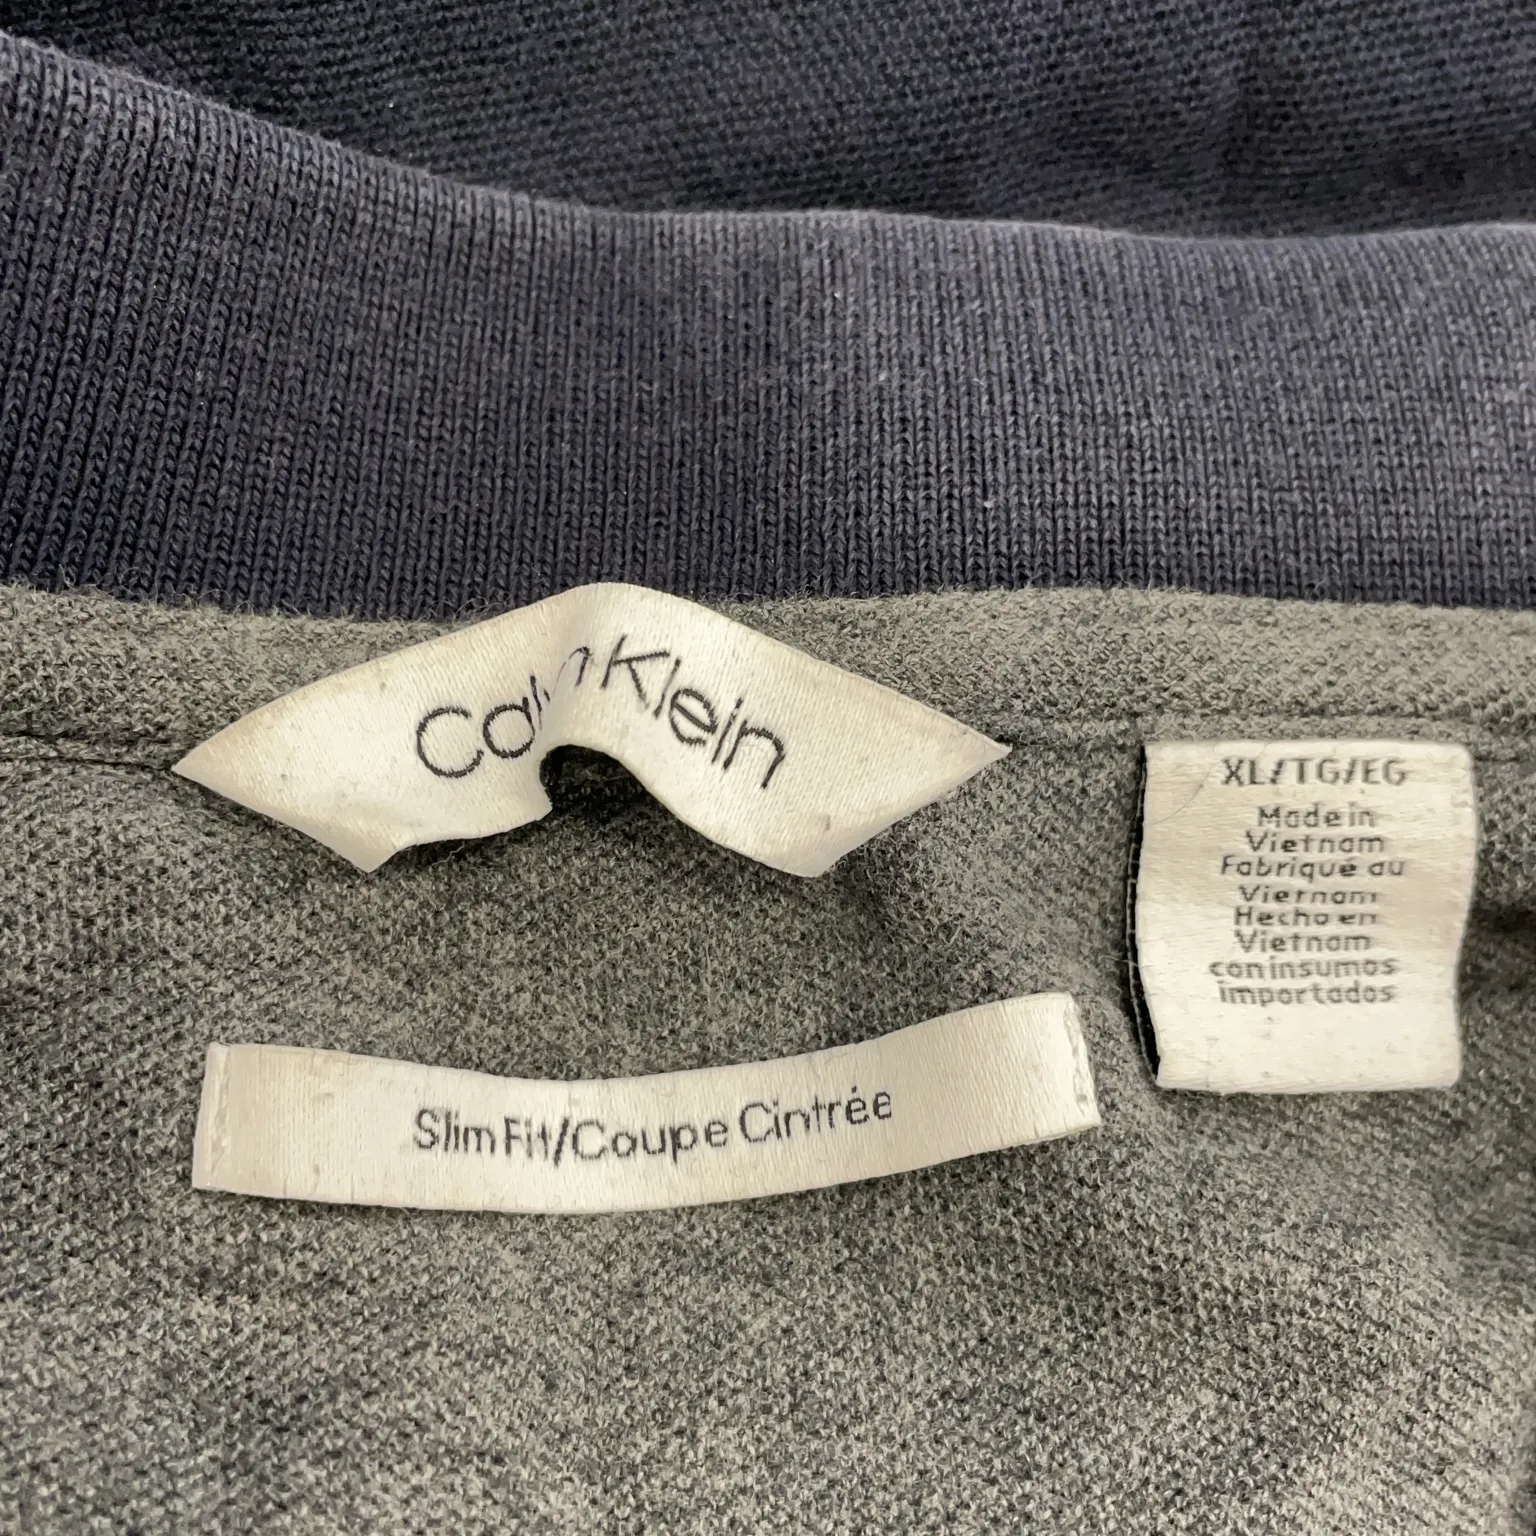 Calvin Klein
XL/TG/EG
Made in
Vietnam
Fabriqué au
Vietnam
Hecho en
Vietnam
con insumos
importados
Slim Fit/Coupe Cintrée